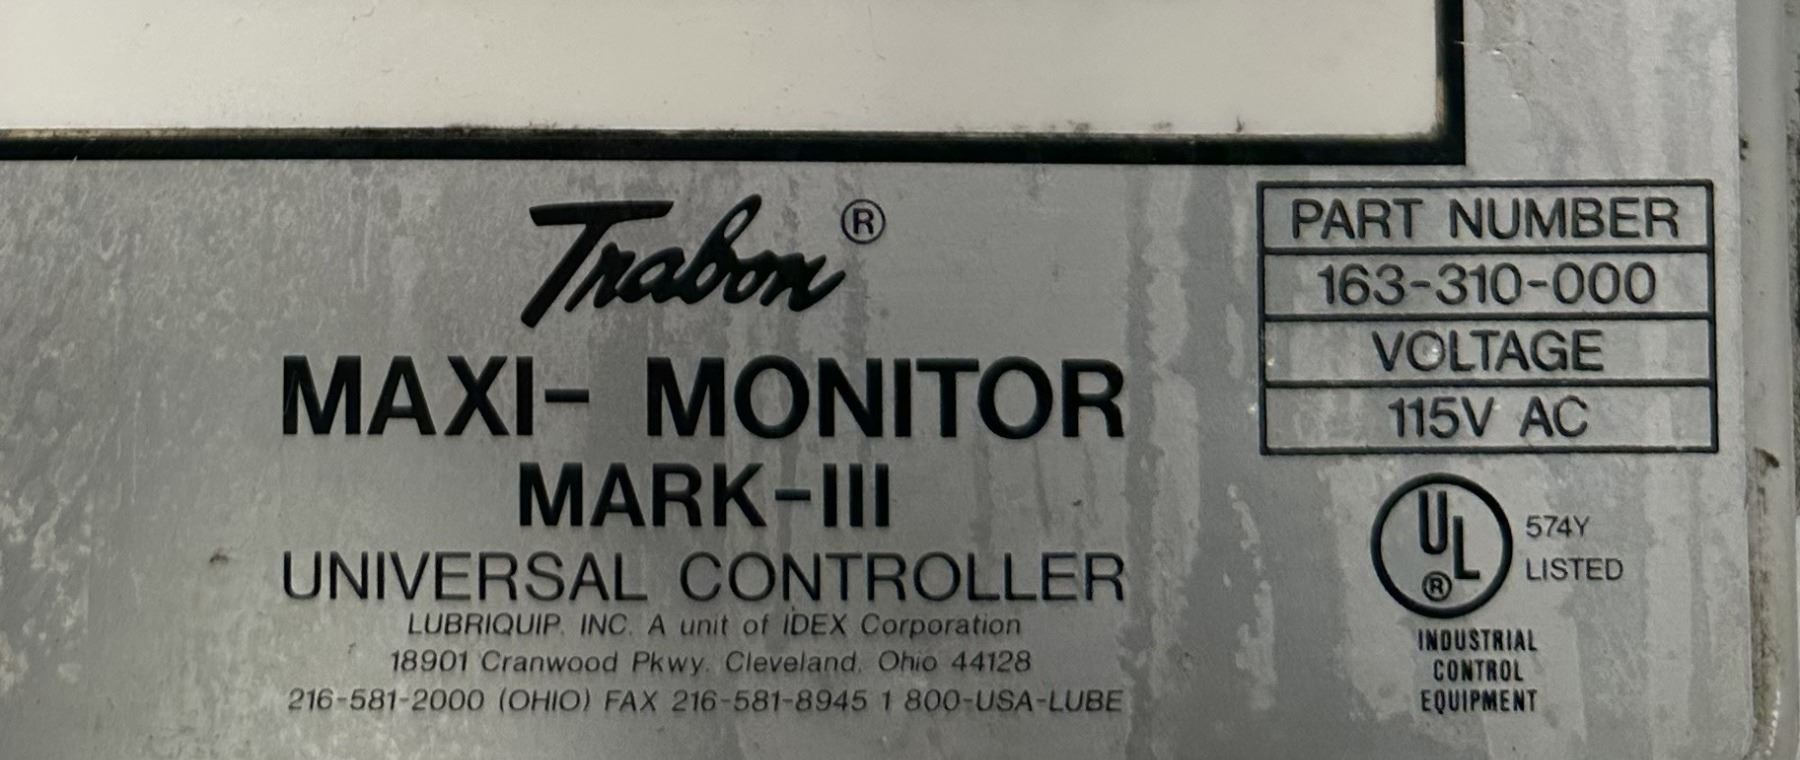 Trabon®
MAXI- MONITOR
MARK-III
UNIVERSAL CONTROLLER
LUBRIQUIP, INC. A unit of IDEX Corporation
18901 Cranwood Pkwy. Cleveland, Ohio 44128
216-581-2000 (OHIO) FAX 216-581-8945 1 800-USA-LUBE
PART NUMBER
163-310-000
VOLTAGE
115V AC
UL®
574Y
LISTED
INDUSTRIAL
CONTROL
EQUIPMENT